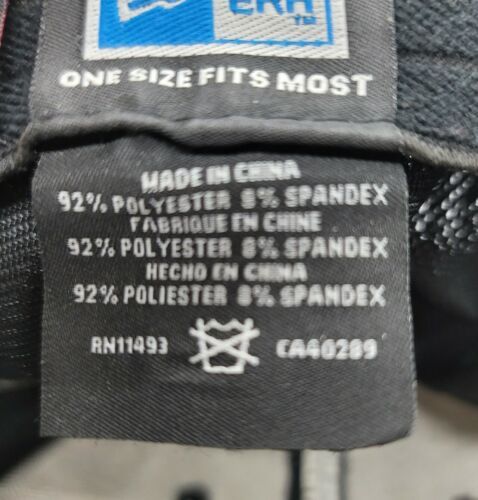 ERA™
ONE SIZE FITS MOST
MADE IN CHINA
92% POLYESTER 8% SPANDEX
FABRIQUE EN CHINE
92% POLYESTER 8% SPANDEX
HECHO EN CHINA
92% POLIESTER 8% SPANDEX
RN11493 CA40289